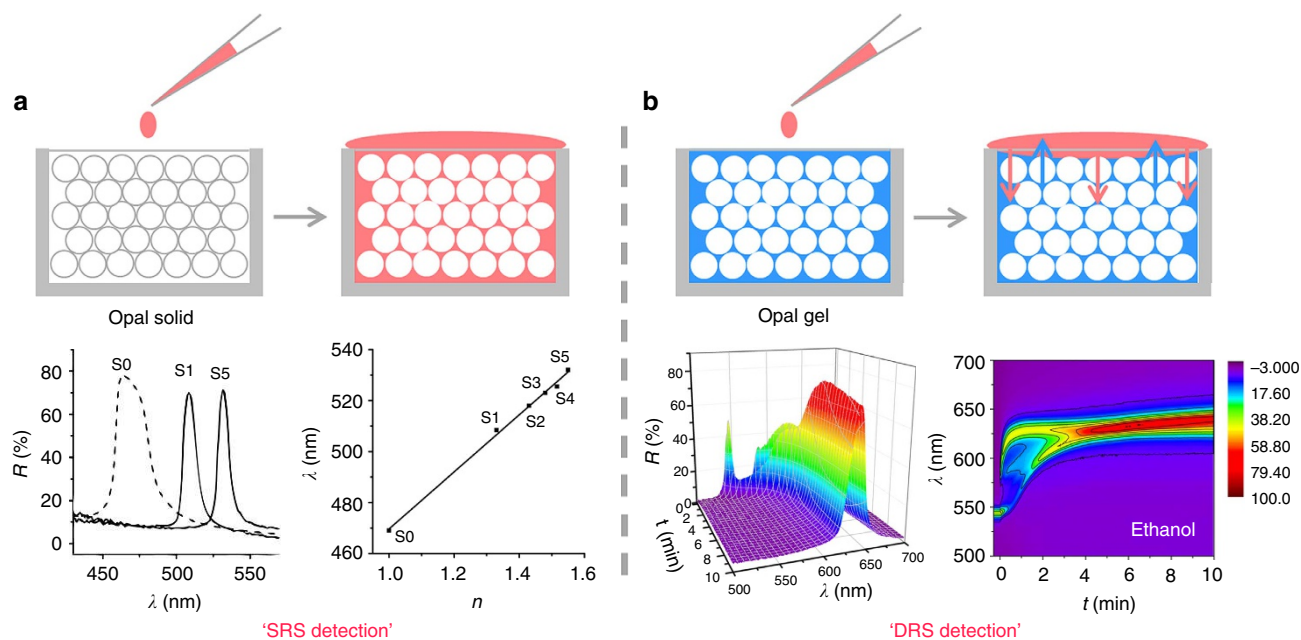 a
b
Opal solid
Opal gel
80
60
40
20
0
R (%)
S0
S1
S5
450
500
550
λ (nm)
540
520
500
480
460
λ (nm)
S0
S1
S2
S3
S4
S5
1.0
1.2
1.4
1.6
n
'SRS detection'
80
60
40
20
0
R (%)
0
2
4
6
8
10
t (min)
500
550
600
650
700
λ (nm)
700
650
600
550
500
λ (nm)
Ethanol
0
2
4
6
8
10
t (min)
–3.000
17.60
38.20
58.80
79.40
100.0
'DRS detection'